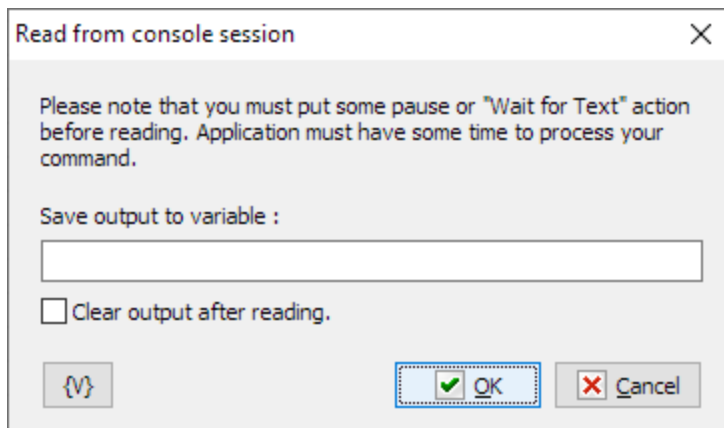 Read from console session
Please note that you must put some pause or "Wait for Text" action
before reading. Application must have some time to process your
command.
Save output to variable :
Clear output after reading.
{V}
OK
Cancel